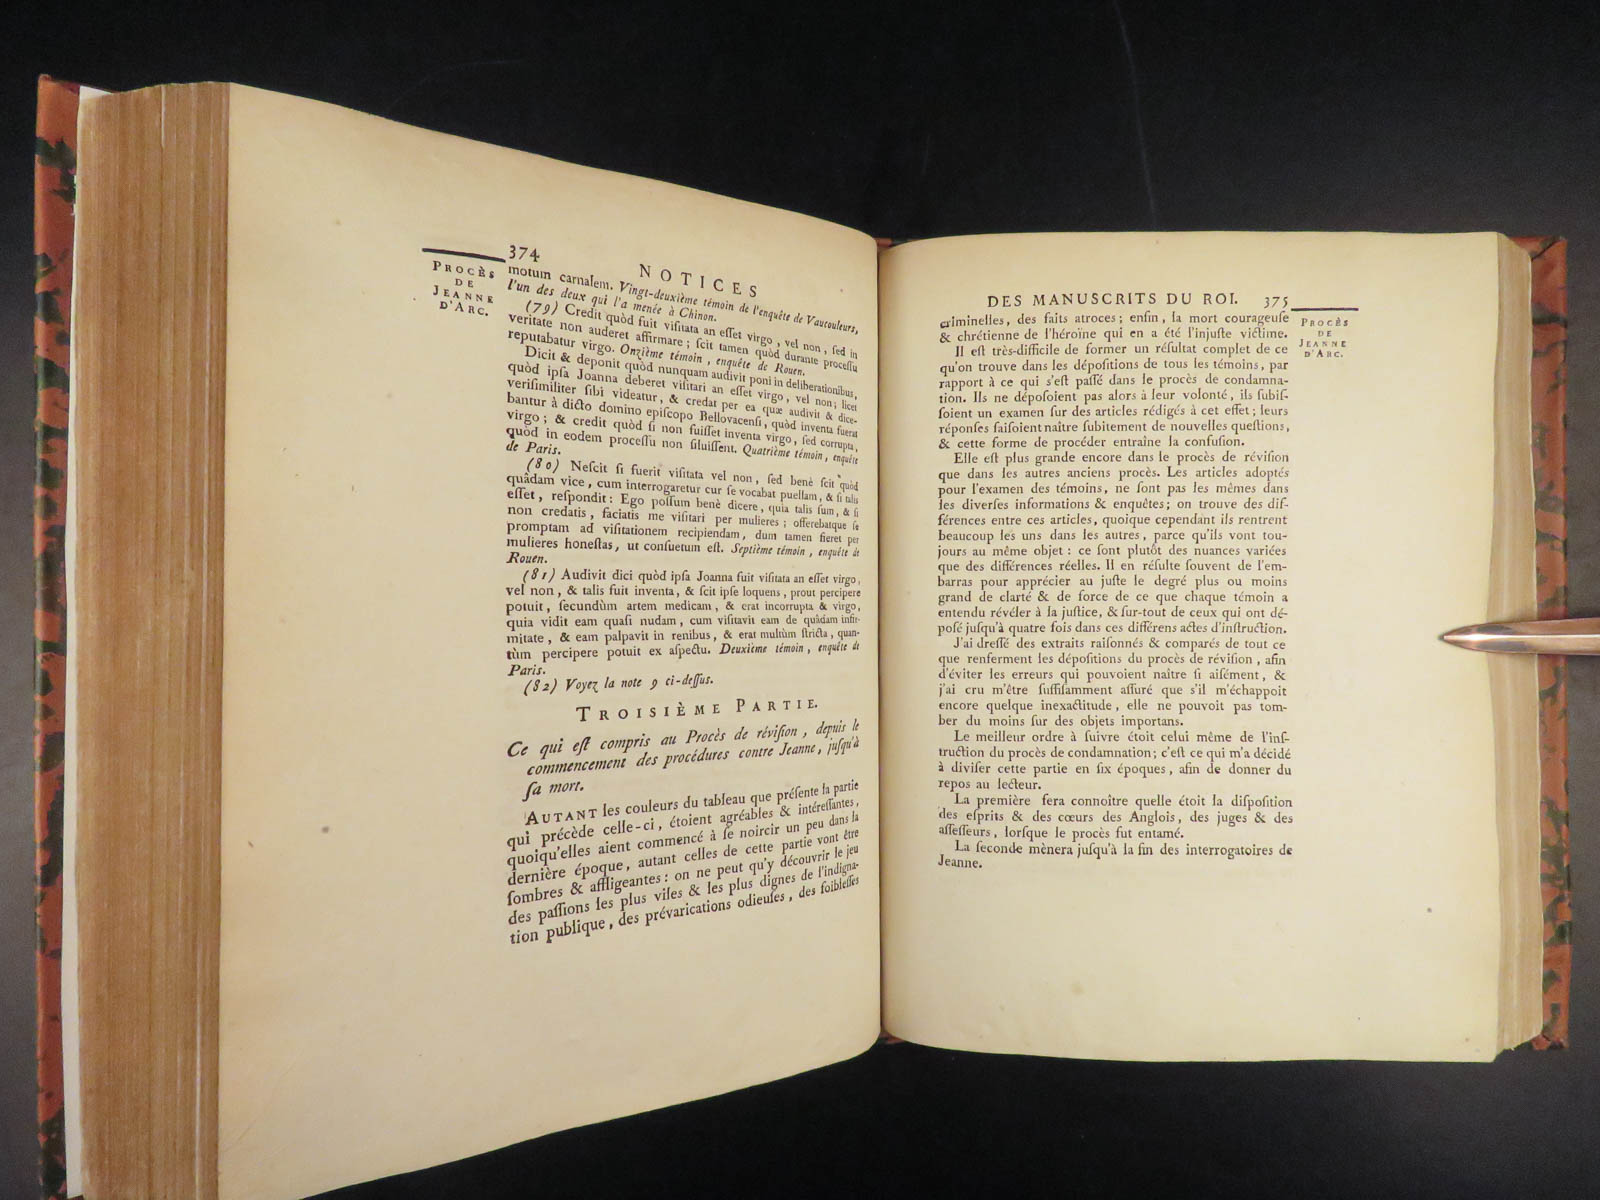 374
NOTICES
PROCÈS
DE
JEANNE
D'ARC.
motum carnalem. Vingt-deuxième témoin de l'enquête de Vaucouleurs,
l'un des deux qui l'a menée à Chinon.
(79) Credit quòd fuit viſitata an eſſet virgo, vel non, ſed in
veritate non auderet affirmare; ſcit tamen quòd durante proceſſu
reputabatur virgo. Onzième témoin, enquête de Rouen.
Dicit & deponit quòd nunquam audivit poni in deliberationibus,
quòd ipſa Joanna deberet viſitari an eſſet virgo, vel non; licet
veriſimiliter ſibi videatur, & credat per ea quæ audivit & dice-
bantur à dicto domino epiſcopo Bellovacenſi, quòd inventa fuerat
virgo; & credit quòd ſi non fuiſſet inventa virgo, ſed corrupta,
quòd in eodem proceſſu non ſiluiſſent. Quatrième témoin, enquête
de Paris.
(80) Neſcit ſi fuerit viſitata vel non, ſed benè ſcit quòd
quâdam vice, cum interrogaretur cur ſe vocabat puellam, & ſi talis
eſſet, reſpondit: Ego poſſum benè dicere, quia talis ſum, & ſi
non credatis, faciatis me viſitari per mulieres; offerebatque ſe
promptam ad viſitationem recipiendam, dum tamen fieret per
mulieres honeſtas, ut conſuetum eſt. Septième témoin, enquête de
Rouen.
(81) Audivit dici quòd ipſa Joanna fuit viſitata an eſſet virgo,
vel non, & talis fuit inventa, & ſcit ipſe loquens, prout percipere
potuit, ſecundùm artem medicam, & erat incorrupta & virgo,
quia vidit eam quaſi nudam, cum viſitavit eam de quâdam infir-
mitate, & eam palpavit in renibus, & erat multùm ſtricta, quan-
tùm percipere potuit ex aſpectu. Deuxième témoin, enquête de
Paris.
(82) Voyez la note 9 ci-deſſus.
TROISIÈME PARTIE.
Ce qui eſt compris au Procès de réviſion, depuis le
commencement des procédures contre Jeanne, juſqu'à
ſa mort.
AUTANT les couleurs du tableau que préſente la partie
qui précède celle-ci, étoient agréables & intéreſſantes,
quoiqu'elles aient commencé à ſe noircir un peu dans la
dernière époque, autant celles de cette partie vont être
ſombres & affligeantes: on ne peut qu'y découvrir le jeu
des paſſions les plus viles & les plus dignes de l'indigna-
tion publique, des prévarications odieuſes, des foibleſſes
DES MANUSCRITS DU ROI. 375
PROCÈS
DE
JEANNE
D'ARC.
criminelles, des faits atroces; enfin, la mort courageuſe
& chrétienne de l'héroïne qui en a été l'injuſte victime.
Il eſt très-difficile de former un réſultat complet de ce
qu'on trouve dans les dépoſitions de tous les témoins, par
rapport à ce qui s'eſt paſſé dans le procès de condamna-
tion. Ils ne dépoſoient pas alors à leur volonté, ils ſubiſ-
ſoient un examen ſur des articles rédigés à cet effet; leurs
réponſes faiſoient naître ſubitement de nouvelles queſtions,
& cette forme de procéder entraîne la confuſion.
Elle eſt plus grande encore dans le procès de réviſion
que dans les autres anciens procès. Les articles adoptés
pour l'examen des témoins, ne ſont pas les mêmes dans
les diverſes informations & enquêtes; on trouve des diſ-
férences entre ces articles, quoique cependant ils rentrent
beaucoup les uns dans les autres, parce qu'ils vont tou-
jours au même objet: ce ſont plutôt des nuances variées
que des différences réelles. Il en réſulte ſouvent de l'em-
barras pour apprécier au juſte le degré plus ou moins
grand de clarté & de force de ce que chaque témoin a
entendu révéler à la juſtice, & ſur-tout de ceux qui ont dé-
poſé juſqu'à quatre fois dans ces différens actes d'inſtruction.
J'ai dreſſé des extraits raiſonnés & comparés de tout ce
que renferment les dépoſitions du procès de réviſion, afin
d'éviter les erreurs qui pouvoient naître ſi aiſément, &
j'ai cru m'être ſuffiſamment aſſuré que s'il m'échappoit
encore quelque inexactitude, elle ne pouvoit pas tom-
ber du moins ſur des objets importans.
Le meilleur ordre à ſuivre étoit celui même de l'inſ-
truction du procès de condamnation; c'eſt ce qui m'a décidé
à diviſer cette partie en ſix époques, afin de donner du
repos au lecteur.
La première fera connoître quelle étoit la diſpoſition
des eſprits & des cœurs des Anglois, des juges & des
aſſeſſeurs, lorſque le procès fut entamé.
La ſeconde mènera juſqu'à la fin des interrogatoires de
Jeanne.